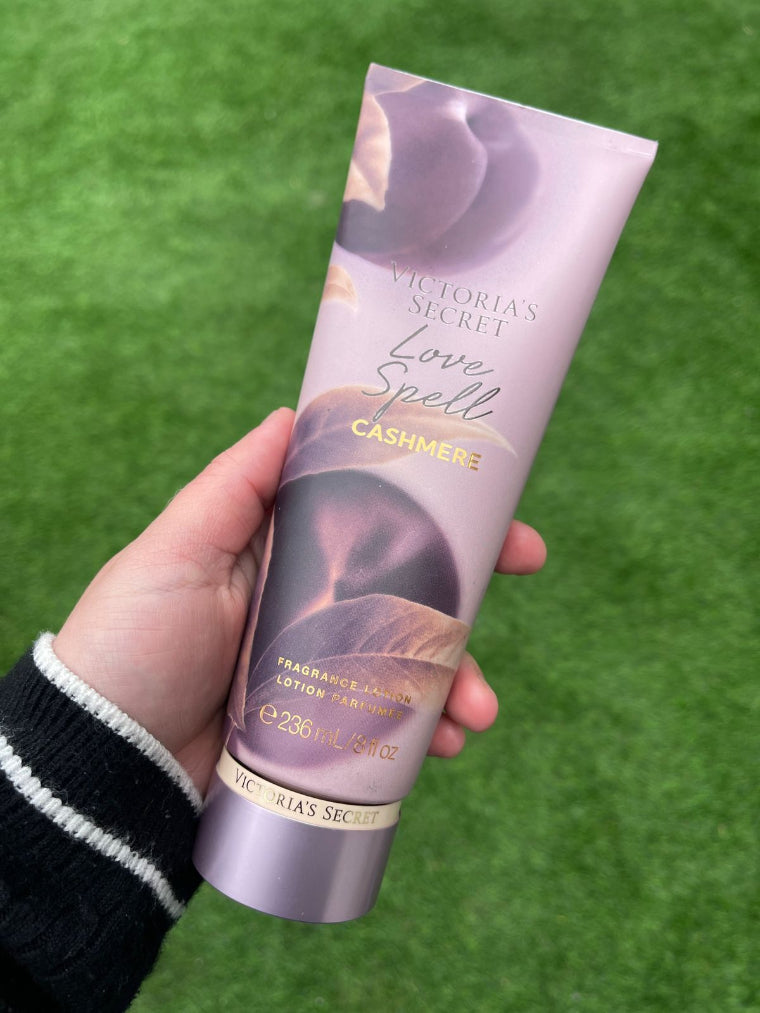 VICTORIA'S
SECRET
Love
Spell
CASHMERE
FRAGRANCE LOTION
LOTION PARFUMÉE
℮ 236 mL/8 fl oz
VICTORIA'S SECRET